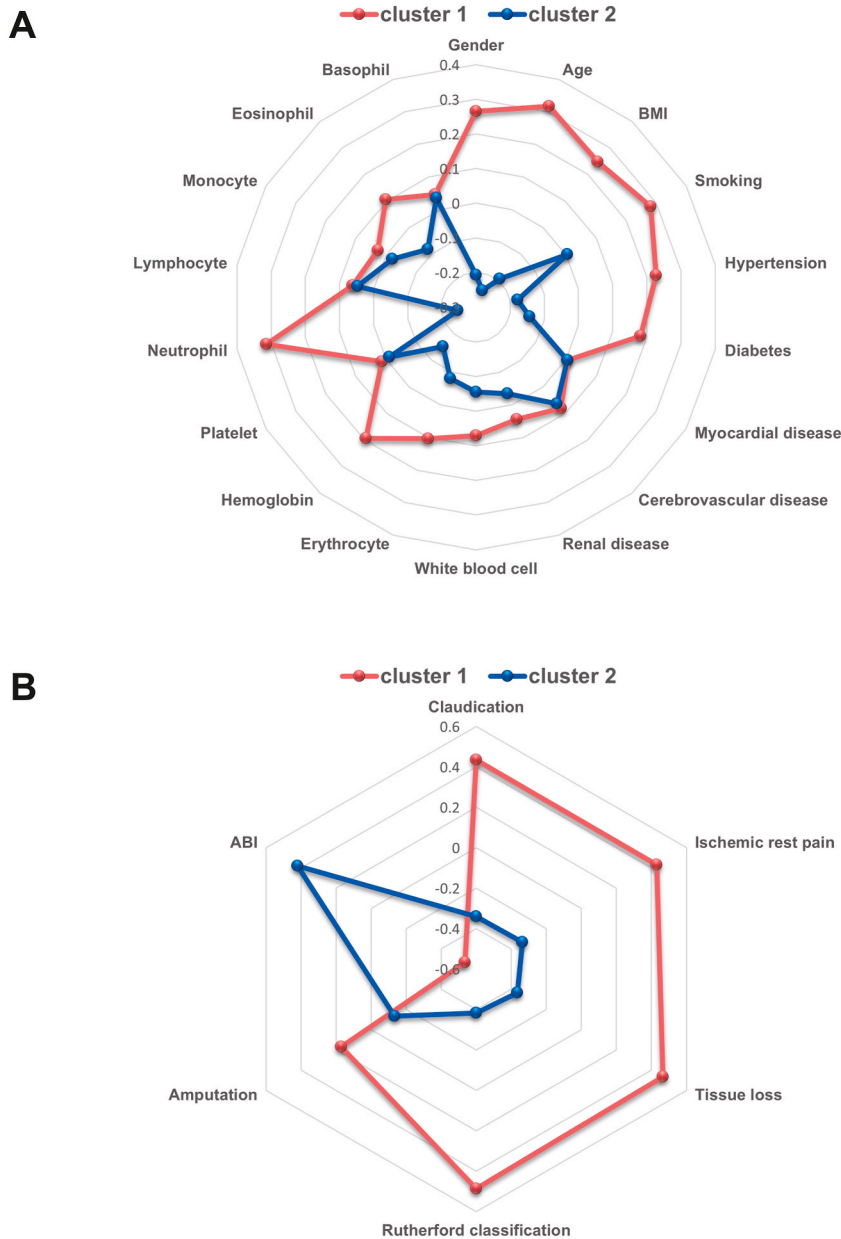 A
cluster 1 cluster 2
Gender
0.4
Basophil
Age
0.3
Eosinophil
BMI
0.2
0.1
Monocyte
Smoking
0
-0.1
Lymphocyte
Hypertension
-0.2
-0.3
Neutrophil
Diabetes
Platelet
Myocardial disease
Hemoglobin
Cerebrovascular disease
Erythrocyte
Renal disease
White blood cell
B
cluster 1 cluster 2
Claudication
0.6
0.4
0.2
ABI
0
Ischemic rest pain
-0.2
-0.4
-0.6
Amputation
Tissue loss
Rutherford classification